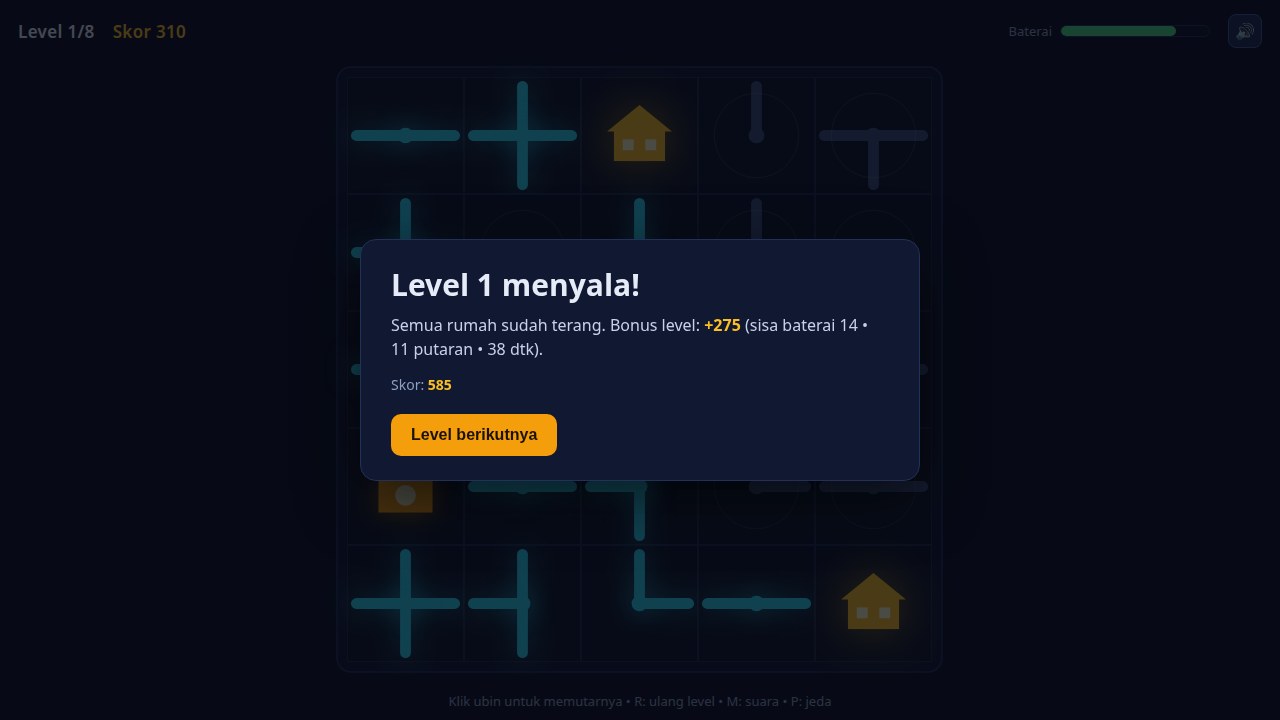 Level 1/8 Skor 310
Baterai
Level 1 menyala!
Semua rumah sudah terang. Bonus level: +275 (sisa baterai 14 •
11 putaran • 38 dtk).
Skor: 585
Level berikutnya
Klik ubin untuk memutarnya • R: ulang level • M: suara • P: jeda